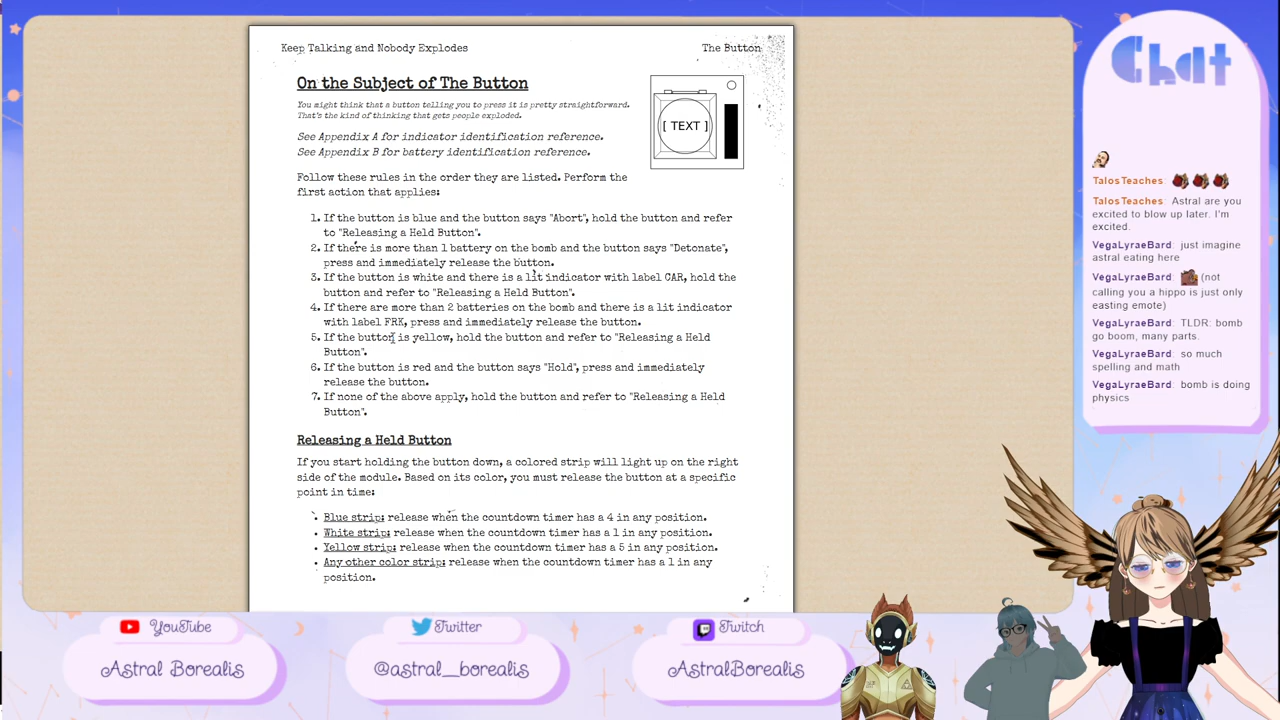 Keep Talking and Nobody Explodes
The Button
On the Subject of The Button
You might think that a button telling you to press it is pretty straightforward.
That's the kind of thinking that gets people exploded.
See Appendix A for indicator identification reference.
See Appendix B for battery identification reference.
[ TEXT ]
Follow these rules in the order they are listed. Perform the
first action that applies:
1. If the button is blue and the button says "Abort", hold the button and refer
to "Releasing a Held Button".
2. If there is more than 1 battery on the bomb and the button says "Detonate",
press and immediately release the button.
3. If the button is white and there is a lit indicator with label CAR, hold the
button and refer to "Releasing a Held Button".
4. If there are more than 2 batteries on the bomb and there is a lit indicator
with label FRK, press and immediately release the button.
5. If the button is yellow, hold the button and refer to "Releasing a Held
Button".
6. If the button is red and the button says "Hold", press and immediately
release the button.
7. If none of the above apply, hold the button and refer to "Releasing a Held
Button".
Releasing a Held Button
If you start holding the button down, a colored strip will light up on the right
side of the module. Based on its color, you must release the button at a specific
point in time:
• Blue strip: release when the countdown timer has a 4 in any position.
• White strip: release when the countdown timer has a 1 in any position.
• Yellow strip: release when the countdown timer has a 5 in any position.
• Any other color strip: release when the countdown timer has a 1 in any
position.
Chat
TalosTeaches:
TalosTeaches: Astral are you
excited to blow up later. I'm
excited.
VegaLyraeBard: just imagine
astral eating here
VegaLyraeBard: (not
calling you a hippo is just only
easting emote)
VegaLyraeBard: TLDR: bomb
go boom, many parts.
VegaLyraeBard: so much
spelling and math
VegaLyraeBard: bomb is doing
physics
YouTube
Astral Borealis
Twitter
@astral__borealis
Twitch
AstralBorealis